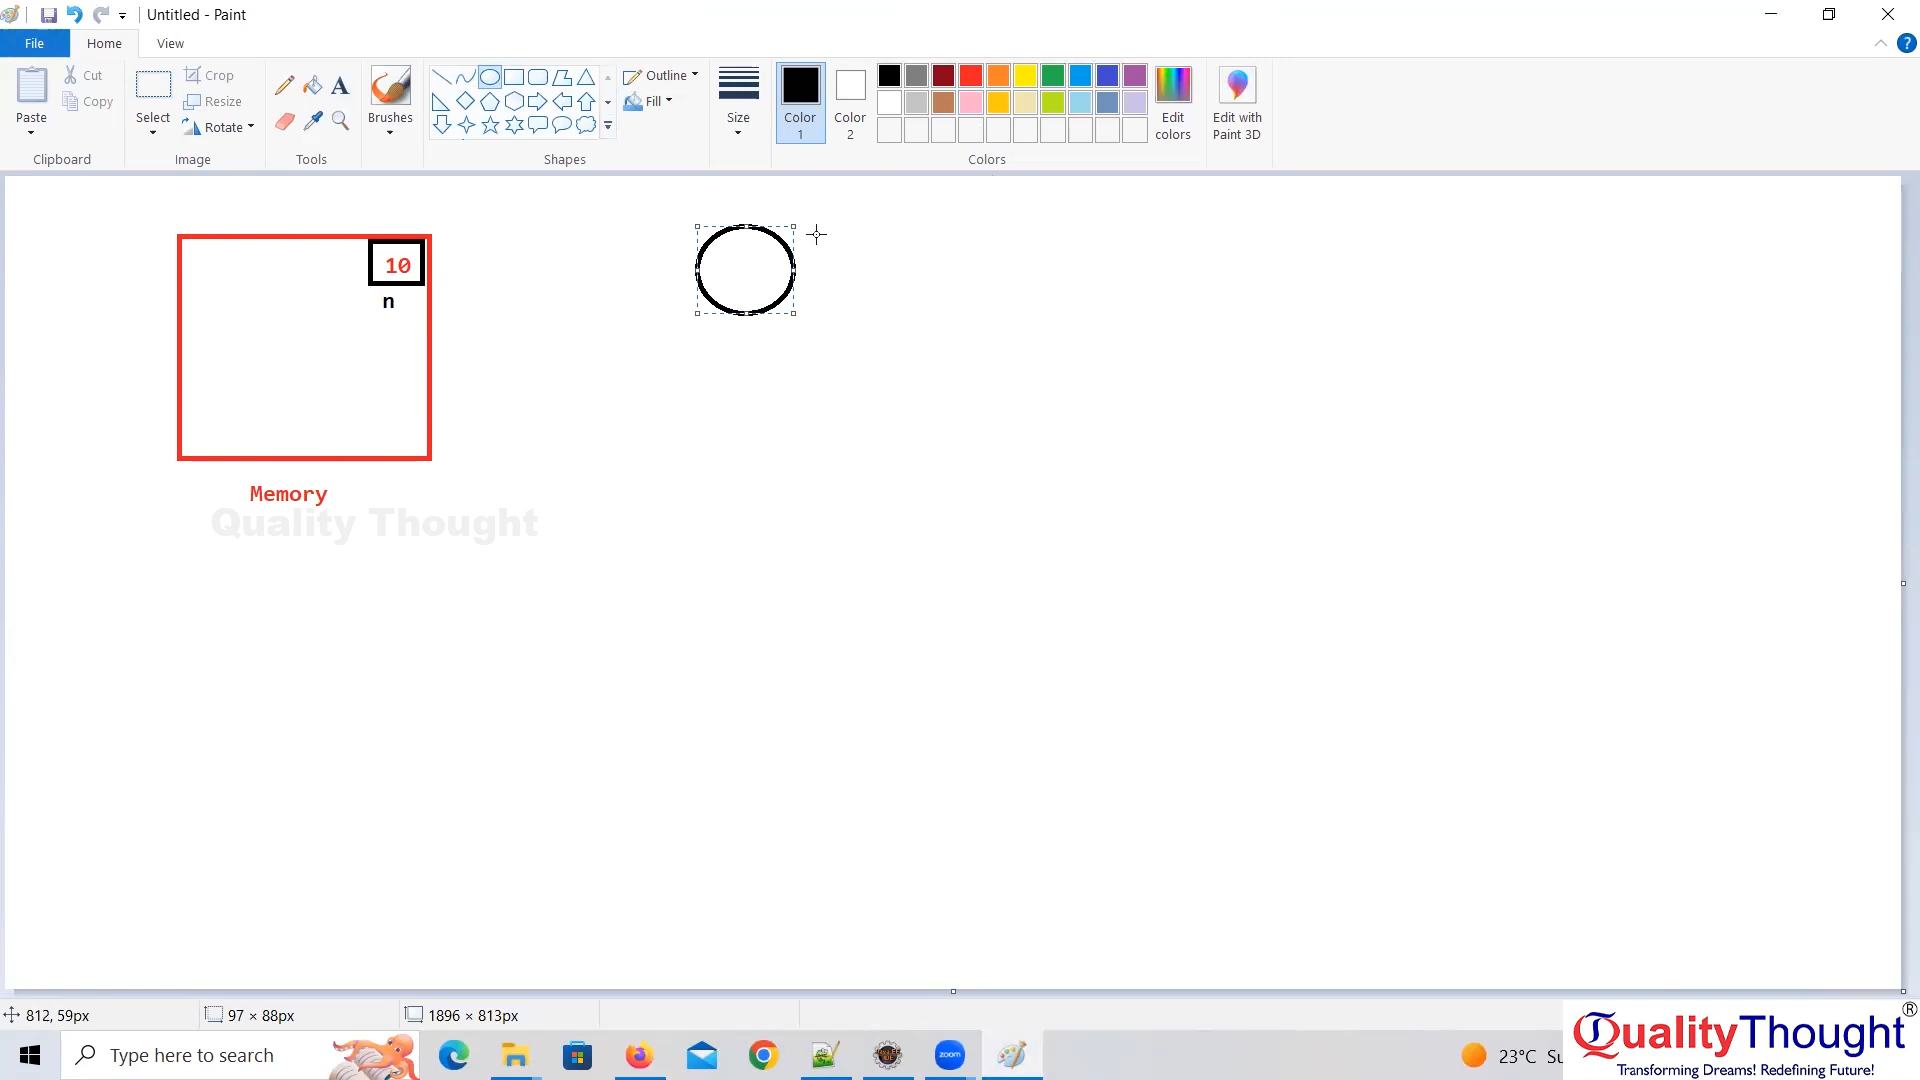 Untitled - Paint
File
Home
View
Paste
Cut
Copy
Clipboard
Select
Crop
Resize
Rotate
Image
Tools
Brushes
Outline
Fill
Shapes
Size
Color
1
Color
2
Edit
colors
Colors
Edit with
Paint 3D
10
n
Memory
Quality Thought
812, 59px
97 × 88px
1896 × 813px
Type here to search
zoom
23°C Su
QualityThought®
Transforming Dreams! Redefining Future!